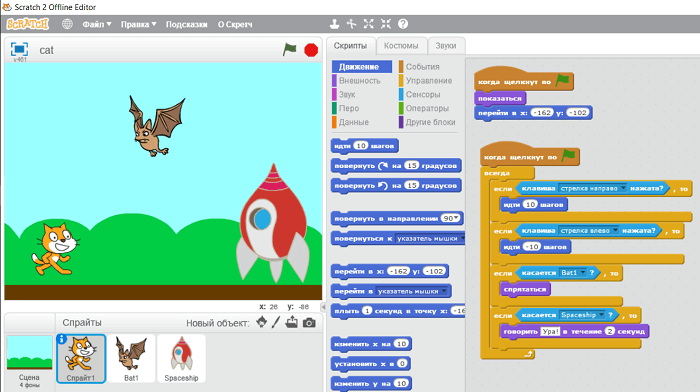 Scratch 2 Offline Editor
SCRATCH Файл Правка Подсказки О Скретч
cat
v461
x: 26 y: -86
Спрайты Новый объект:
Сцена
4 фоны
Спрайт1
Bat1
Spaceship
Скрипты Костюмы Звуки
Движение События
Внешность Управление
Звук Сенсоры
Перо Операторы
Данные Другие блоки
идти 10 шагов
повернуть на 15 градусов
повернуть на 15 градусов
повернуть в направлении 90
повернуться к указатель мышки
перейти в x: -162 y: -102
перейти к указатель мышки
плыть 1 секунд в точку x: -16
изменить x на 10
установить x в 0
изменить y на 10
когда щелкнут по
показаться
перейти в x: -162 y: -102
когда щелкнут по
всегда
если клавиша стрелка направо нажата? , то
идти 10 шагов
если клавиша стрелка влево нажата? , то
идти -10 шагов
если касается Bat1 ? , то
спрятаться
если касается Spaceship ? , то
говорить Ура! в течение 2 секунд